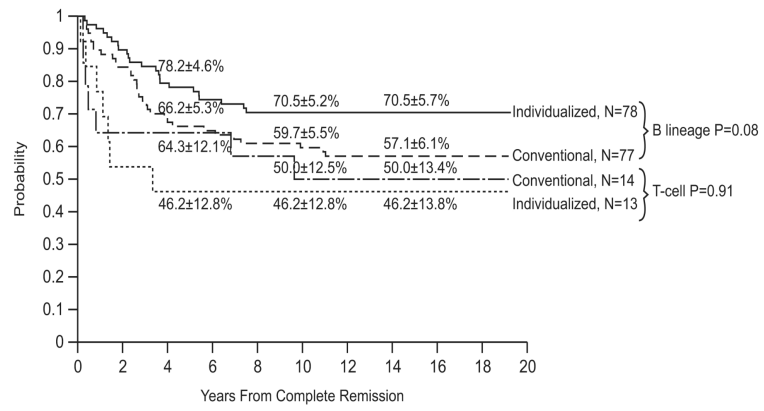 1
0.9
0.8
0.7
0.6
0.5
0.4
0.3
0.2
0.1
0
Probability
78.2±4.6%
70.5±5.2%
70.5±5.7%
Individualized, N=78
66.2±5.3%
59.7±5.5%
57.1±6.1%
Conventional, N=77
B lineage P=0.08
64.3±12.1%
50.0±12.5%
50.0±13.4%
Conventional, N=14
46.2±12.8%
46.2±12.8%
46.2±13.8%
Individualized, N=13
T-cell P=0.91
0 2 4 6 8 10 12 14 16 18 20
Years From Complete Remission